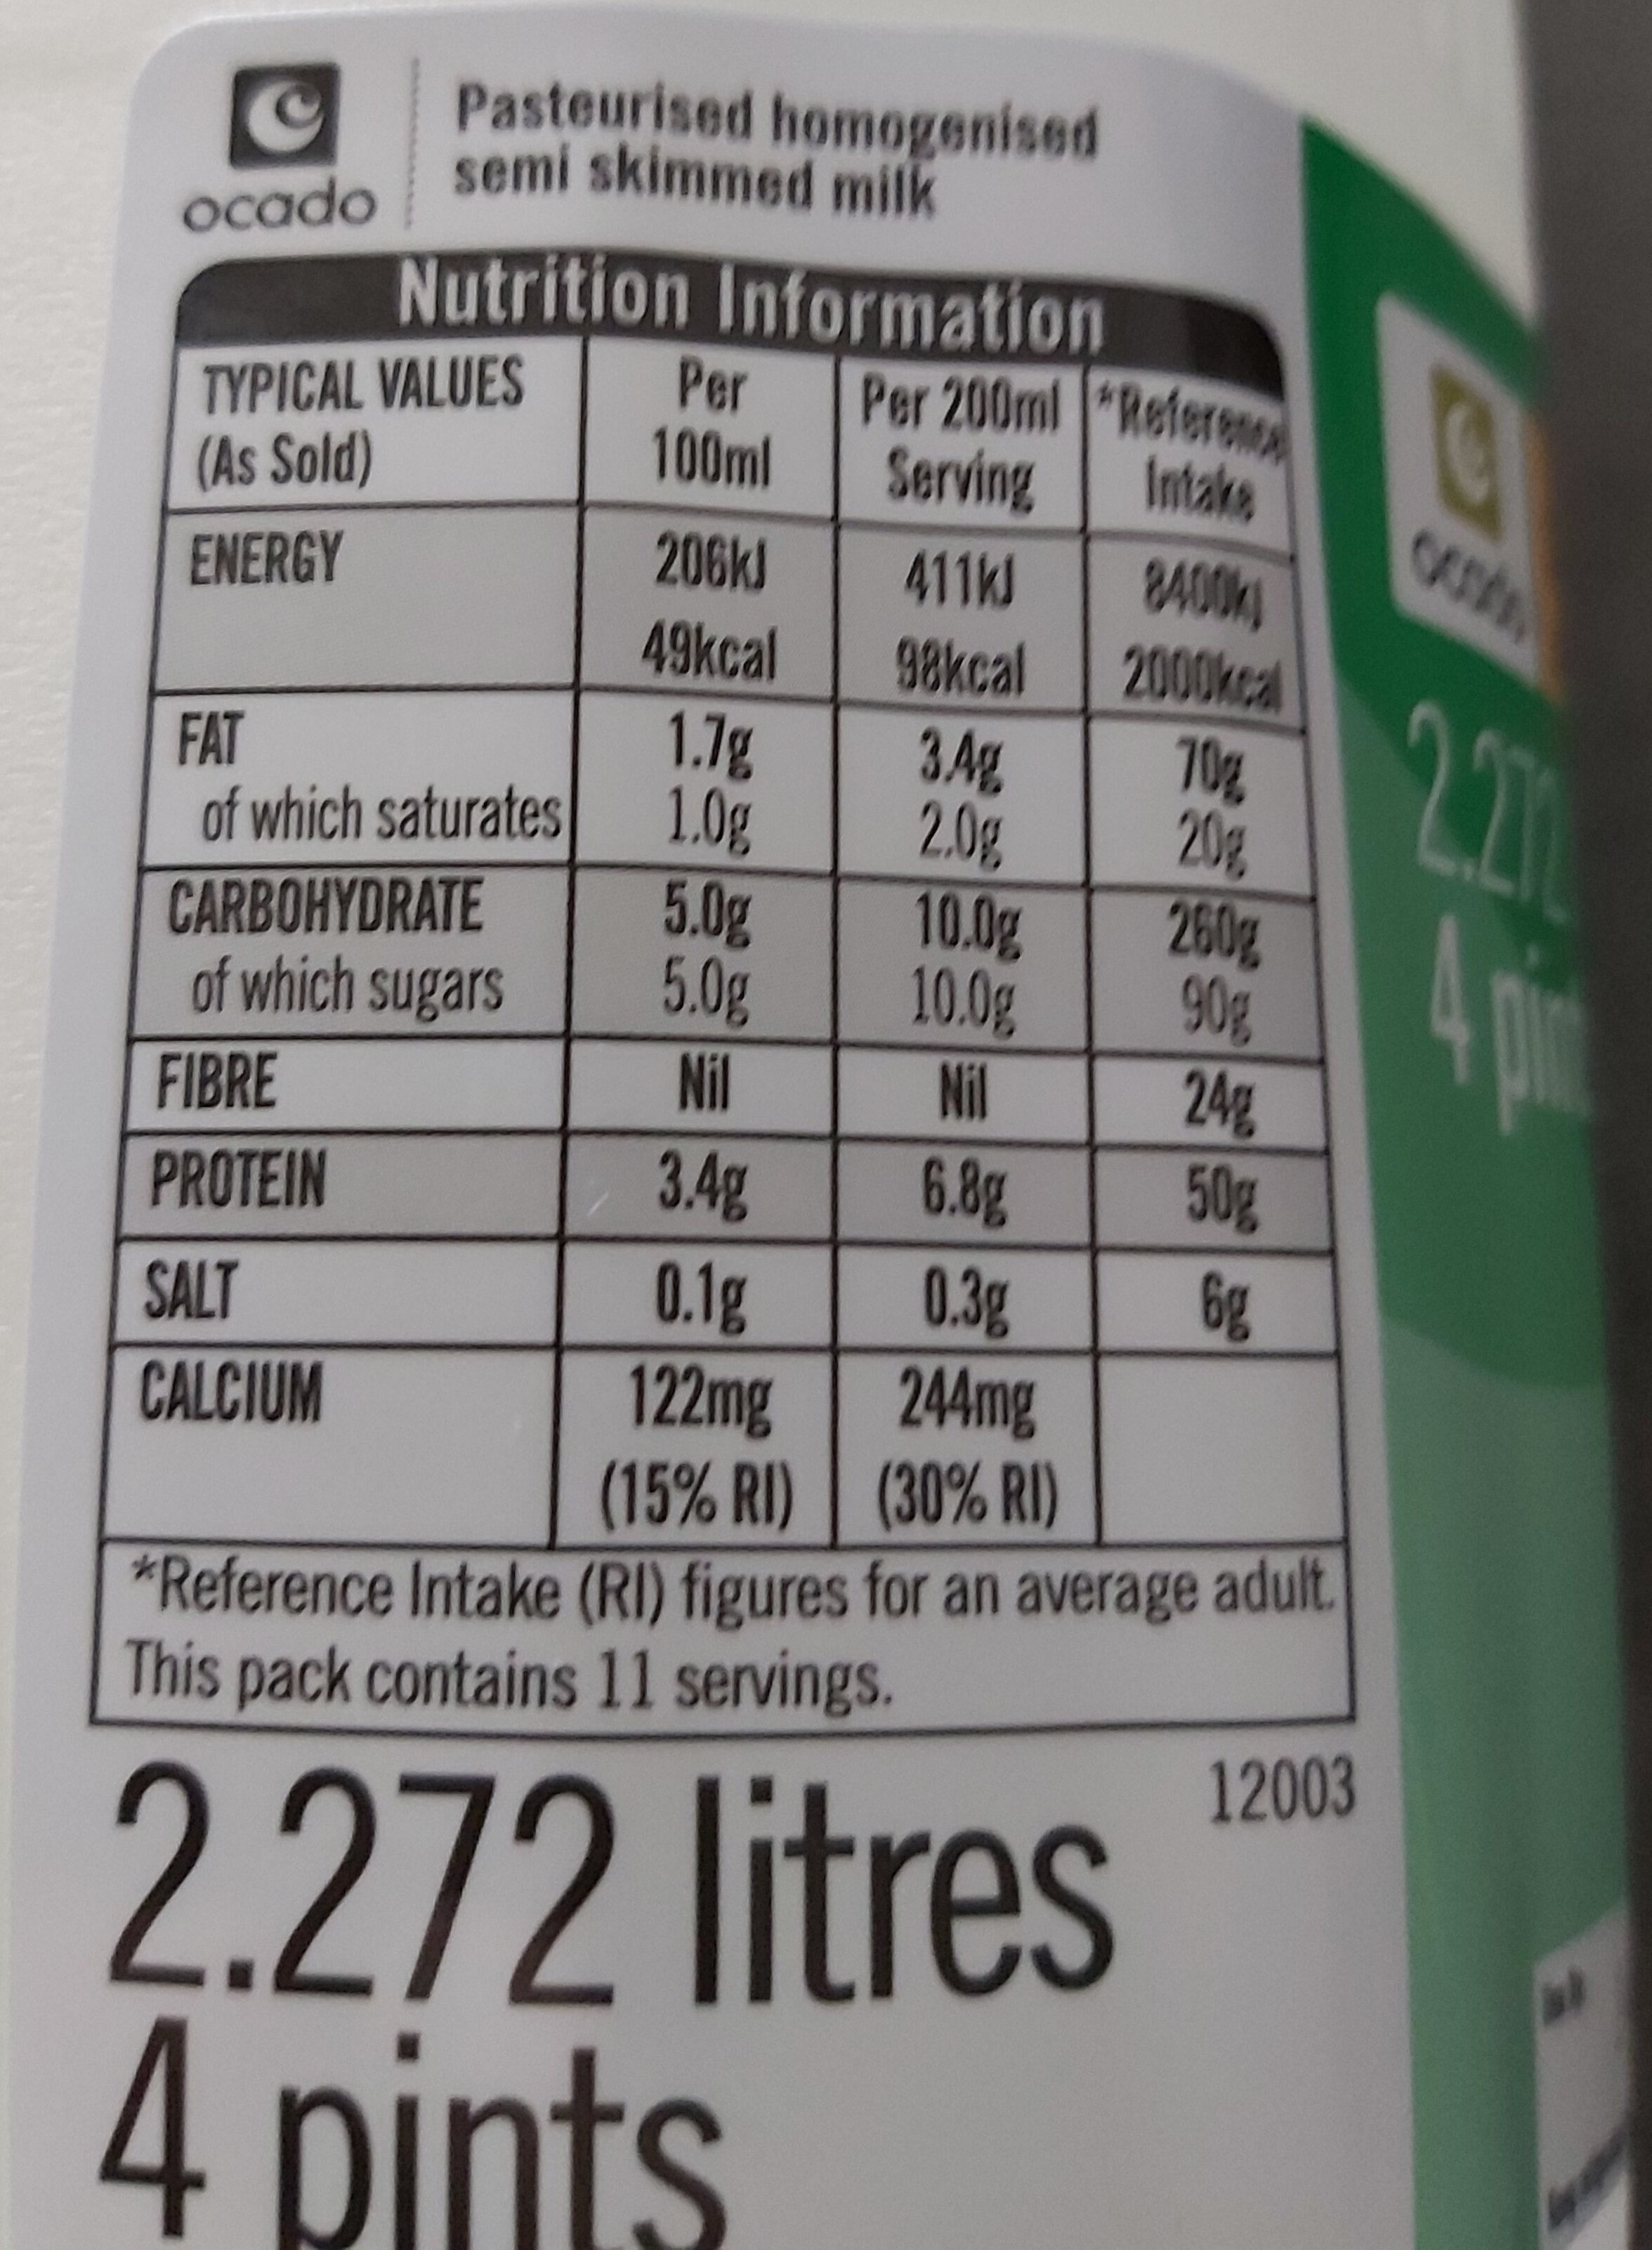 ocado
Pasteurised homogenised
semi skimmed milk
Nutrition Information
TYPICAL VALUES (As Sold) Per 100ml Per 200ml Serving *Reference Intake
ENERGY 206kJ 411kJ 8400kJ
49kcal 98kcal 2000kcal
FAT 1.7g 3.4g 70g
of which saturates 1.0g 2.0g 20g
CARBOHYDRATE 5.0g 10.0g 260g
of which sugars 5.0g 10.0g 90g
FIBRE Nil Nil 24g
PROTEIN 3.4g 6.8g 50g
SALT 0.1g 0.3g 6g
CALCIUM 122mg 244mg
(15% RI) (30% RI)
*Reference Intake (RI) figures for an average adult.
This pack contains 11 servings.
12003
2.272 litres
4 pints
ocado
2.272
4 pint